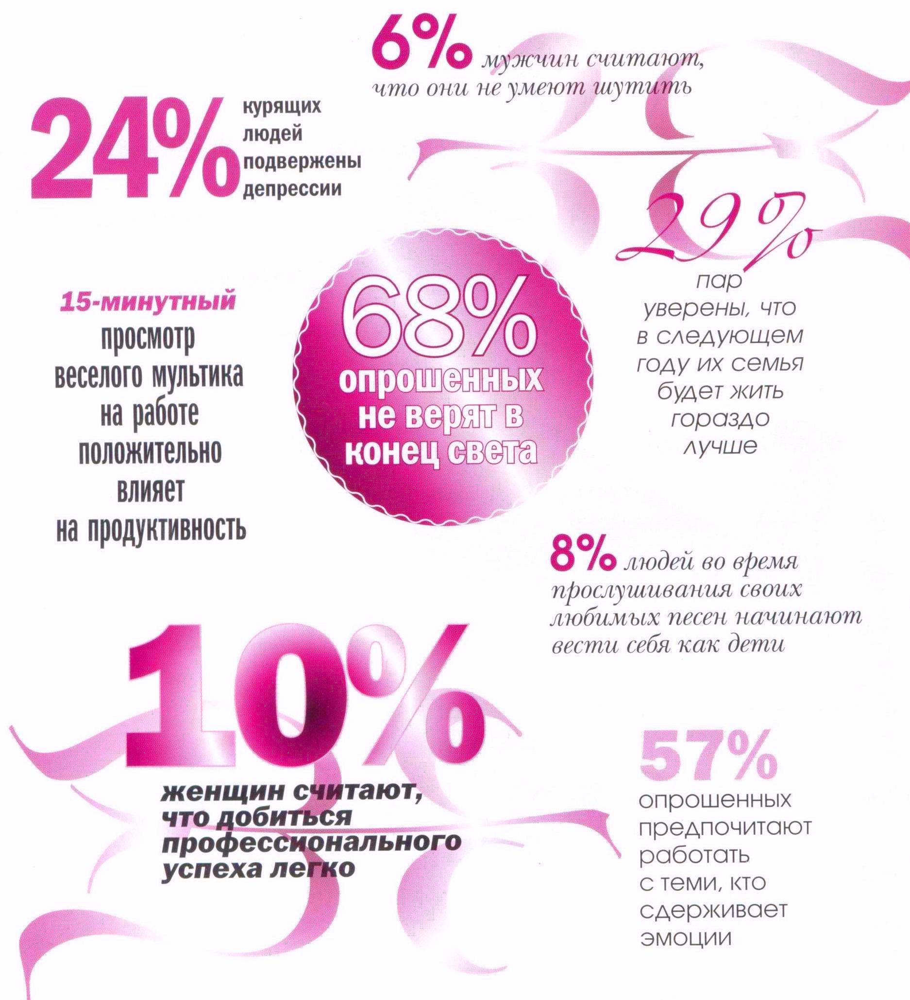 6% мужчин считают,
что они не умеют шутить
24%
курящих
людей
подвержены
депрессии
29%
пар
уверены, что
в следующем
году их семья
будет жить
гораздо
лучше
68%
опрошенных
не верят в
конец света
15-минутный
просмотр
веселого мультика
на работе
положительно
влияет
на продуктивность
8% людей во время
прослушивания своих
любимых песен начинают
вести себя как дети
10%
женщин считают,
что добиться
профессионального
успеха легко
57%
опрошенных
предпочитают
работать
с теми, кто
сдерживает
эмоции